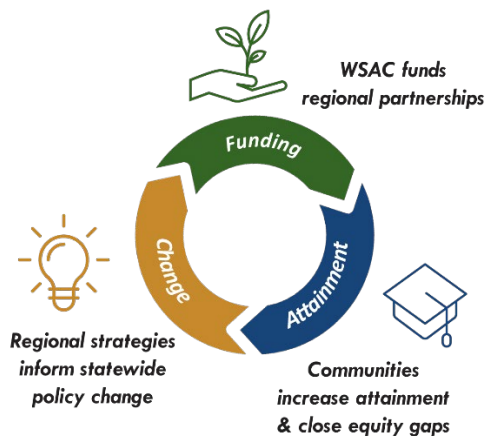 WSAC funds
regional partnerships
Funding
Attainment
Communities
increase attainment
& close equity gaps
Change
Regional strategies
inform statewide
policy change